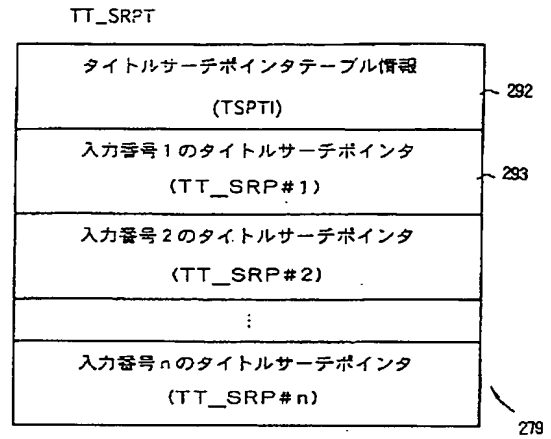 TT_SRPT
タイトルサーチポインタテーブル情報
(TSPTI)
292
入力番号1のタイトルサーチポインタ
(TT_SRP#1)
293
入力番号2のタイトルサーチポインタ
(TT_SRP#2)
⋮
入力番号nのタイトルサーチポインタ
(TT_SRP#n)
279